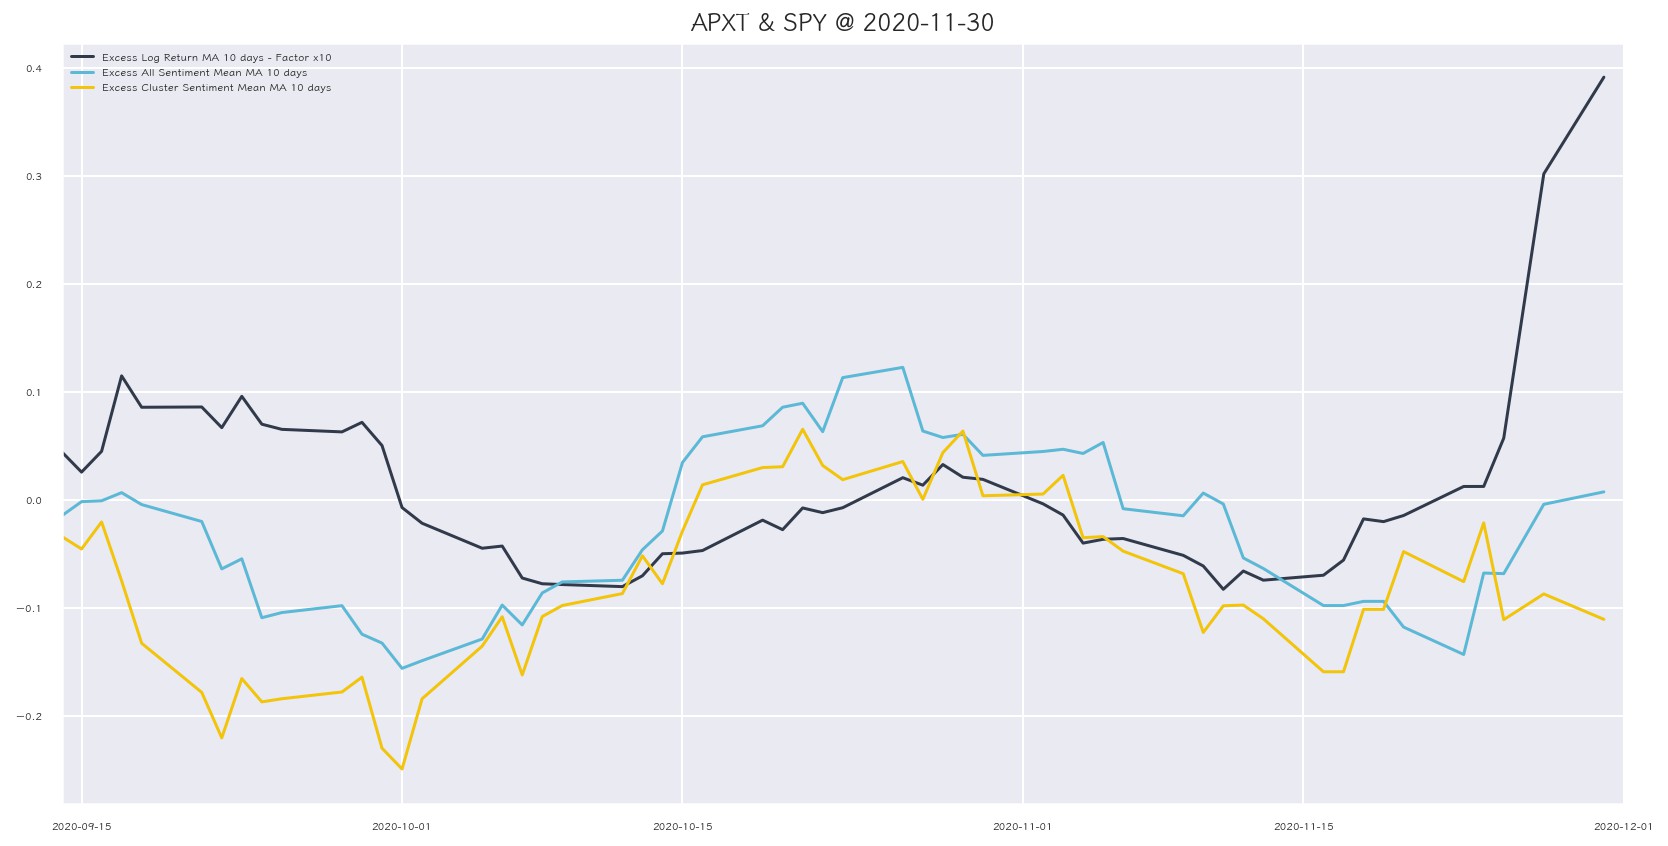 APXT & SPY @ 2020-11-30
Excess Log Return MA 10 days - Factor x10
Excess All Sentiment Mean MA 10 days
Excess Cluster Sentiment Mean MA 10 days
0.4
0.3
0.2
0.1
0.0
−0.1
−0.2
2020-09-15 2020-10-01 2020-10-15 2020-11-01 2020-11-15 2020-12-01